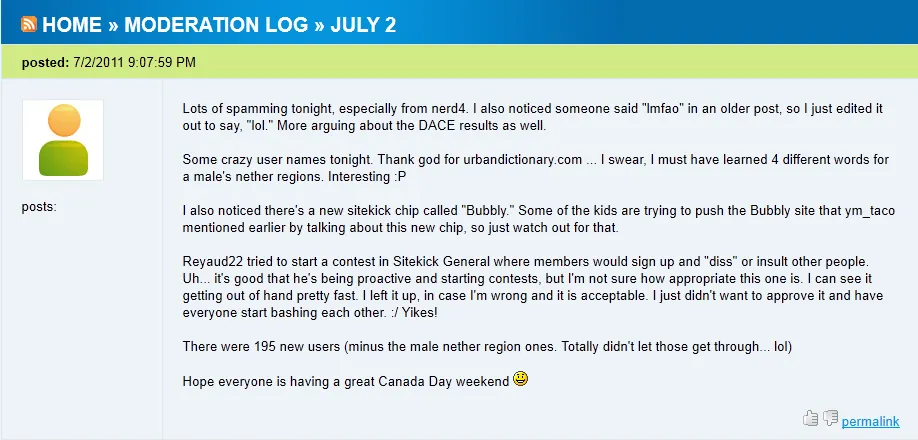 HOME » MODERATION LOG » JULY 2
posted: 7/2/2011 9:07:59 PM
posts:
Lots of spamming tonight, especially from nerd4. I also noticed someone said "lmfao" in an older post, so I just edited it
out to say, "lol." More arguing about the DACE results as well.
Some crazy user names tonight. Thank god for urbandictionary.com ... I swear, I must have learned 4 different words for
a male's nether regions. Interesting :P
I also noticed there's a new sitekick chip called "Bubbly." Some of the kids are trying to push the Bubbly site that ym_taco
mentioned earlier by talking about this new chip, so just watch out for that.
Reyaud22 tried to start a contest in Sitekick General where members would sign up and "diss" or insult other people.
Uh... it's good that he's being proactive and starting contests, but I'm not sure how appropriate this one is. I can see it
getting out of hand pretty fast. I left it up, in case I'm wrong and it is acceptable. I just didn't want to approve it and have
everyone start bashing each other. :/ Yikes!
There were 195 new users (minus the male nether region ones. Totally didn't let those get through... lol)
Hope everyone is having a great Canada Day weekend
permalink